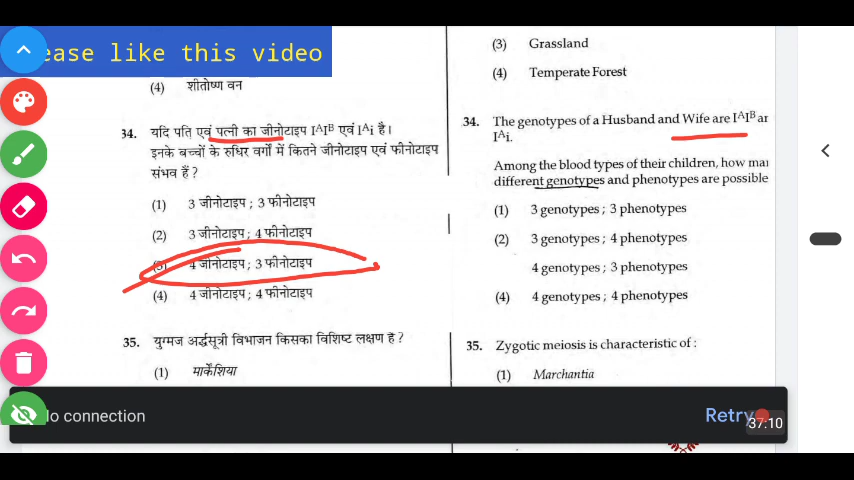 ease like this video
(4) शीतोष्ण वन
34. यदि पति एवं पत्नी का जीनोटाइप IᴬIᴮ एवं Iᴬi है।
इनके बच्चों के रुधिर वर्गों में कितने जीनोटाइप एवं फीनोटाइप
संभव हैं ?
(1) 3 जीनोटाइप ; 3 फीनोटाइप
(2) 3 जीनोटाइप ; 4 फीनोटाइप
(3) 4 जीनोटाइप ; 3 फीनोटाइप
(4) 4 जीनोटाइप ; 4 फीनोटाइप
35. युग्मज अर्द्धसूत्री विभाजन किसका विशिष्ट लक्षण है ?
(1) मार्केंशिया
(3) Grassland
(4) Temperate Forest
34. The genotypes of a Husband and Wife are IᴬIᴮ ar
Iᴬi.
Among the blood types of their children, how mar
different genotypes and phenotypes are possible
(1) 3 genotypes ; 3 phenotypes
(2) 3 genotypes ; 4 phenotypes
4 genotypes ; 3 phenotypes
(4) 4 genotypes ; 4 phenotypes
35. Zygotic meiosis is characteristic of :
(1) Marchantia
No connection
Retry
37:10